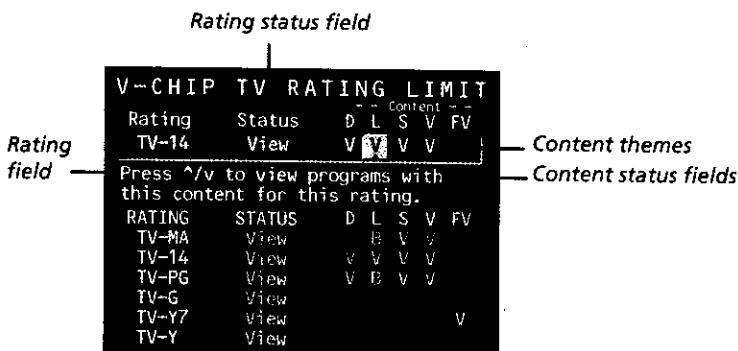 Rating status field
V-CHIP TV RATING LIMIT
-- Content --
Rating Status D L S V FV
TV-14 View V V V V
Rating
field
Content themes
Content status fields
Press ^/v to view programs with
this content for this rating.
RATING STATUS D L S V FV
TV-MA View B V V
TV-14 View V V V V
TV-PG View V B V V
TV-G View
TV-Y7 View V
TV-Y View